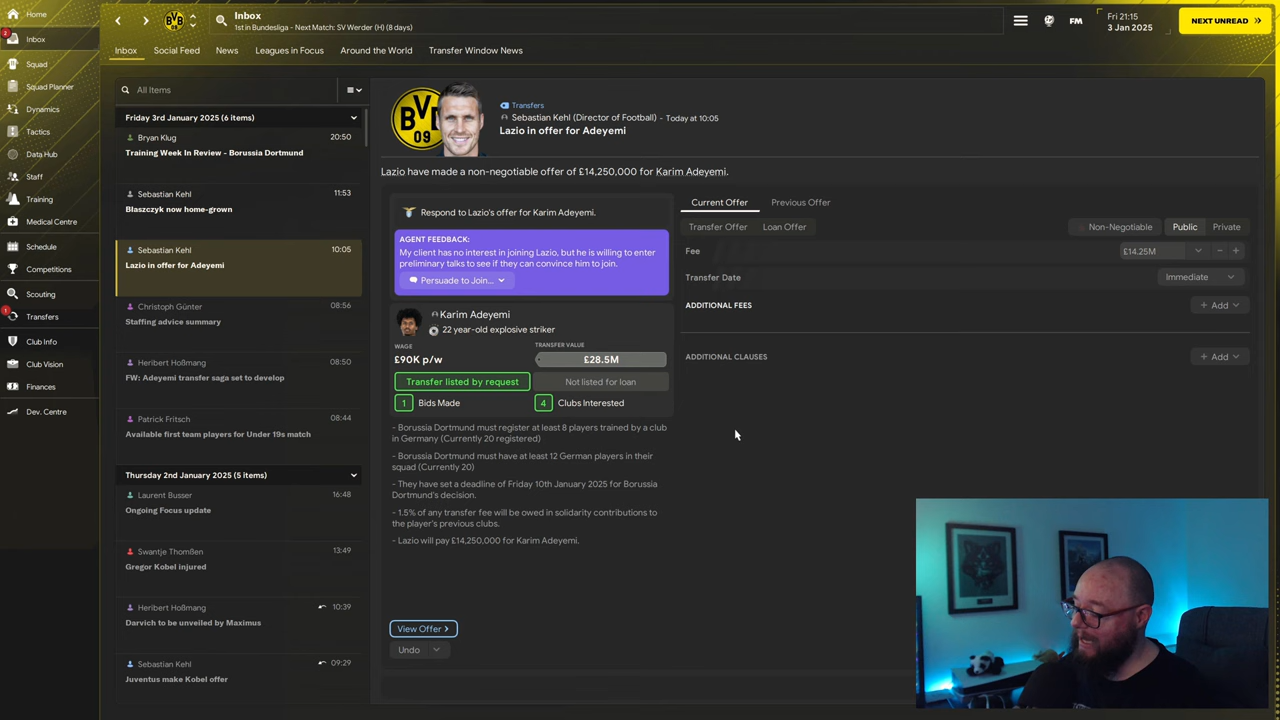 Home
2
Inbox
Squad
Squad Planner
Dynamics
Tactics
Data Hub
Staff
Training
Medical Centre
Schedule
Competitions
Scouting
1
Transfers
Club Info
Club Vision
Finances
Dev. Centre
BVB
09
Inbox
1st in Bundesliga - Next Match: SV Werder (H) (8 days)
FM
Fri 21:15
3 Jan 2025
NEXT UNREAD
Inbox
Social Feed
News
Leagues in Focus
Around the World
Transfer Window News
All Items
Friday 3rd January 2025 (6 items)
Bryan Klug 20:50
Training Week In Review - Borussia Dortmund
Sebastian Kehl 11:53
Błaszczyk now home-grown
Sebastian Kehl 10:05
Lazio in offer for Adeyemi
Christoph Günter 08:56
Staffing advice summary
Heribert Hoßmang 08:50
FW: Adeyemi transfer saga set to develop
Patrick Fritsch 08:44
Available first team players for Under 19s match
Thursday 2nd January 2025 (5 items)
Laurent Busser 16:48
Ongoing Focus update
Swantje Thomßen 13:49
Gregor Kobel injured
Heribert Hoßmang 10:39
Darvich to be unveiled by Maximus
Sebastian Kehl 09:29
Juventus make Kobel offer
BVB
09
Transfers
Sebastian Kehl (Director of Football) - Today at 10:05
Lazio in offer for Adeyemi
Lazio have made a non-negotiable offer of £14,250,000 for Karim Adeyemi.
Respond to Lazio's offer for Karim Adeyemi.
AGENT FEEDBACK:
My client has no interest in joining Lazio, but he is willing to enter
preliminary talks to see if they can convince him to join.
Persuade to Join...
Karim Adeyemi
22 year-old explosive striker
WAGE
£90K p/w
TRANSFER VALUE
£28.5M
Transfer listed by request
Not listed for loan
1 Bids Made
4 Clubs Interested
- Borussia Dortmund must register at least 8 players trained by a club
in Germany (Currently 20 registered)
- Borussia Dortmund must have at least 12 German players in their
squad (Currently 20)
- They have set a deadline of Friday 10th January 2025 for Borussia
Dortmund's decision.
- 1.5% of any transfer fee will be owed in solidarity contributions to
the player's previous clubs.
- Lazio will pay £14,250,000 for Karim Adeyemi.
View Offer
Undo
Current Offer
Previous Offer
Transfer Offer
Loan Offer
Non-Negotiable
Public
Private
Fee
£14.25M
- +
Transfer Date
Immediate
ADDITIONAL FEES
+ Add
ADDITIONAL CLAUSES
+ Add